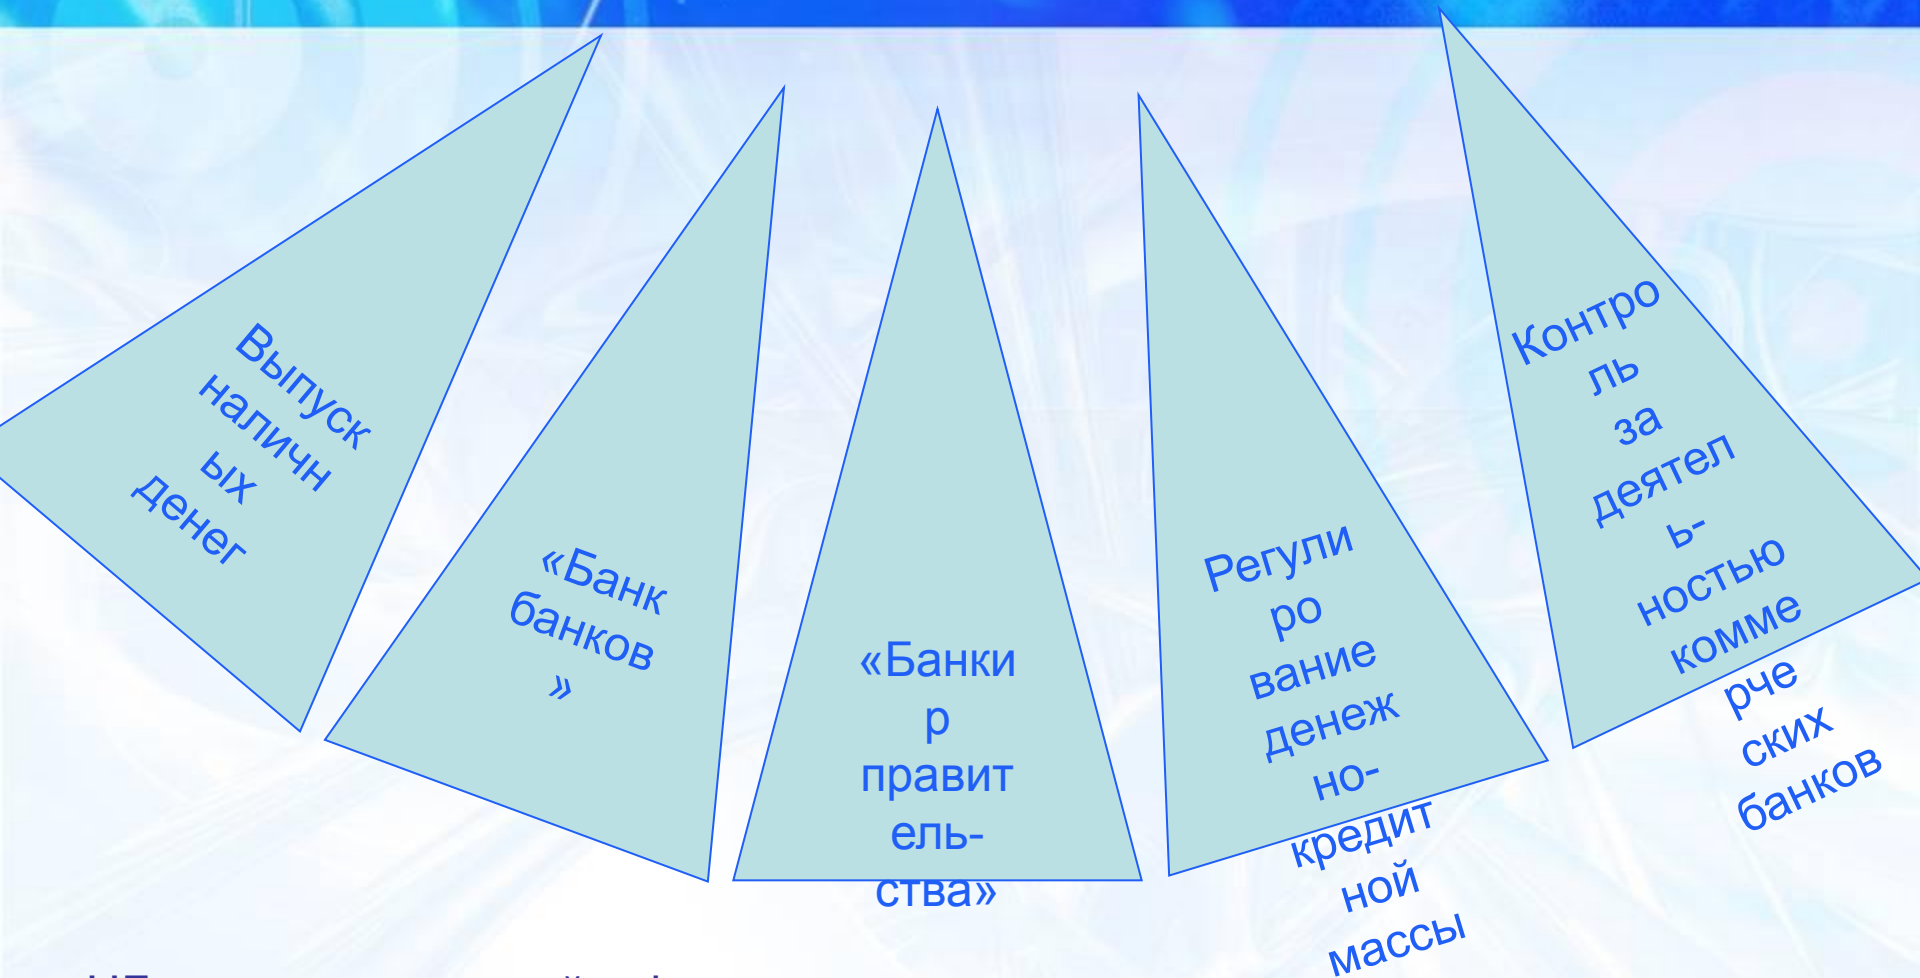 Выпуск
наличн
ых
денег
«Банк
банков
»
«Банки
р
правит
ель-
ства»
Регули
ро
вание
денеж
но-
кредит
ной
массы
Контро
ль
за
деятел
ь-
ностью
комме
рче
ских
банков